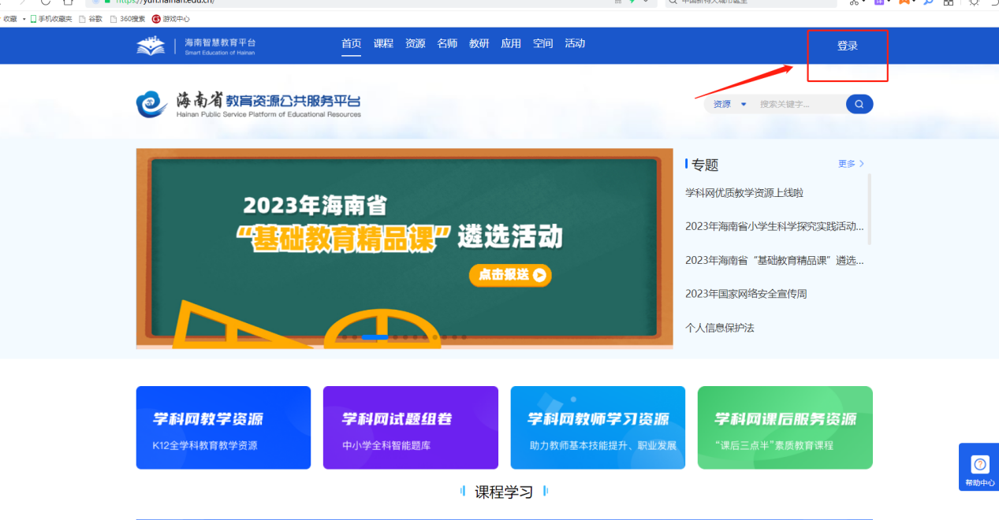 https://yun.hainan.edu.cn/
收藏 手机收藏夹 谷歌 360搜索 游戏中心
海南智慧教育平台
Smart Education of Hainan
首页 课程 资源 名师 教研 应用 空间 活动
登录
海南省教育资源公共服务平台
Hainan Public Service Platform of Educational Resources
资源 搜索关键字...
2023年海南省
“基础教育精品课”遴选活动
点击报送
专题
更多
学科网优质教学资源上线啦
2023年海南省小学生科学探究实践活动...
2023年海南省“基础教育精品课”遴选...
2023年国家网络安全宣传周
个人信息保护法
学科网教学资源
K12全学科教育教学资源
学科网试题组卷
中小学全科智能题库
学科网教师学习资源
助力教师基本技能提升、职业发展
学科网课后服务资源
“课后三点半”素质教育课程
帮助中心
课程学习